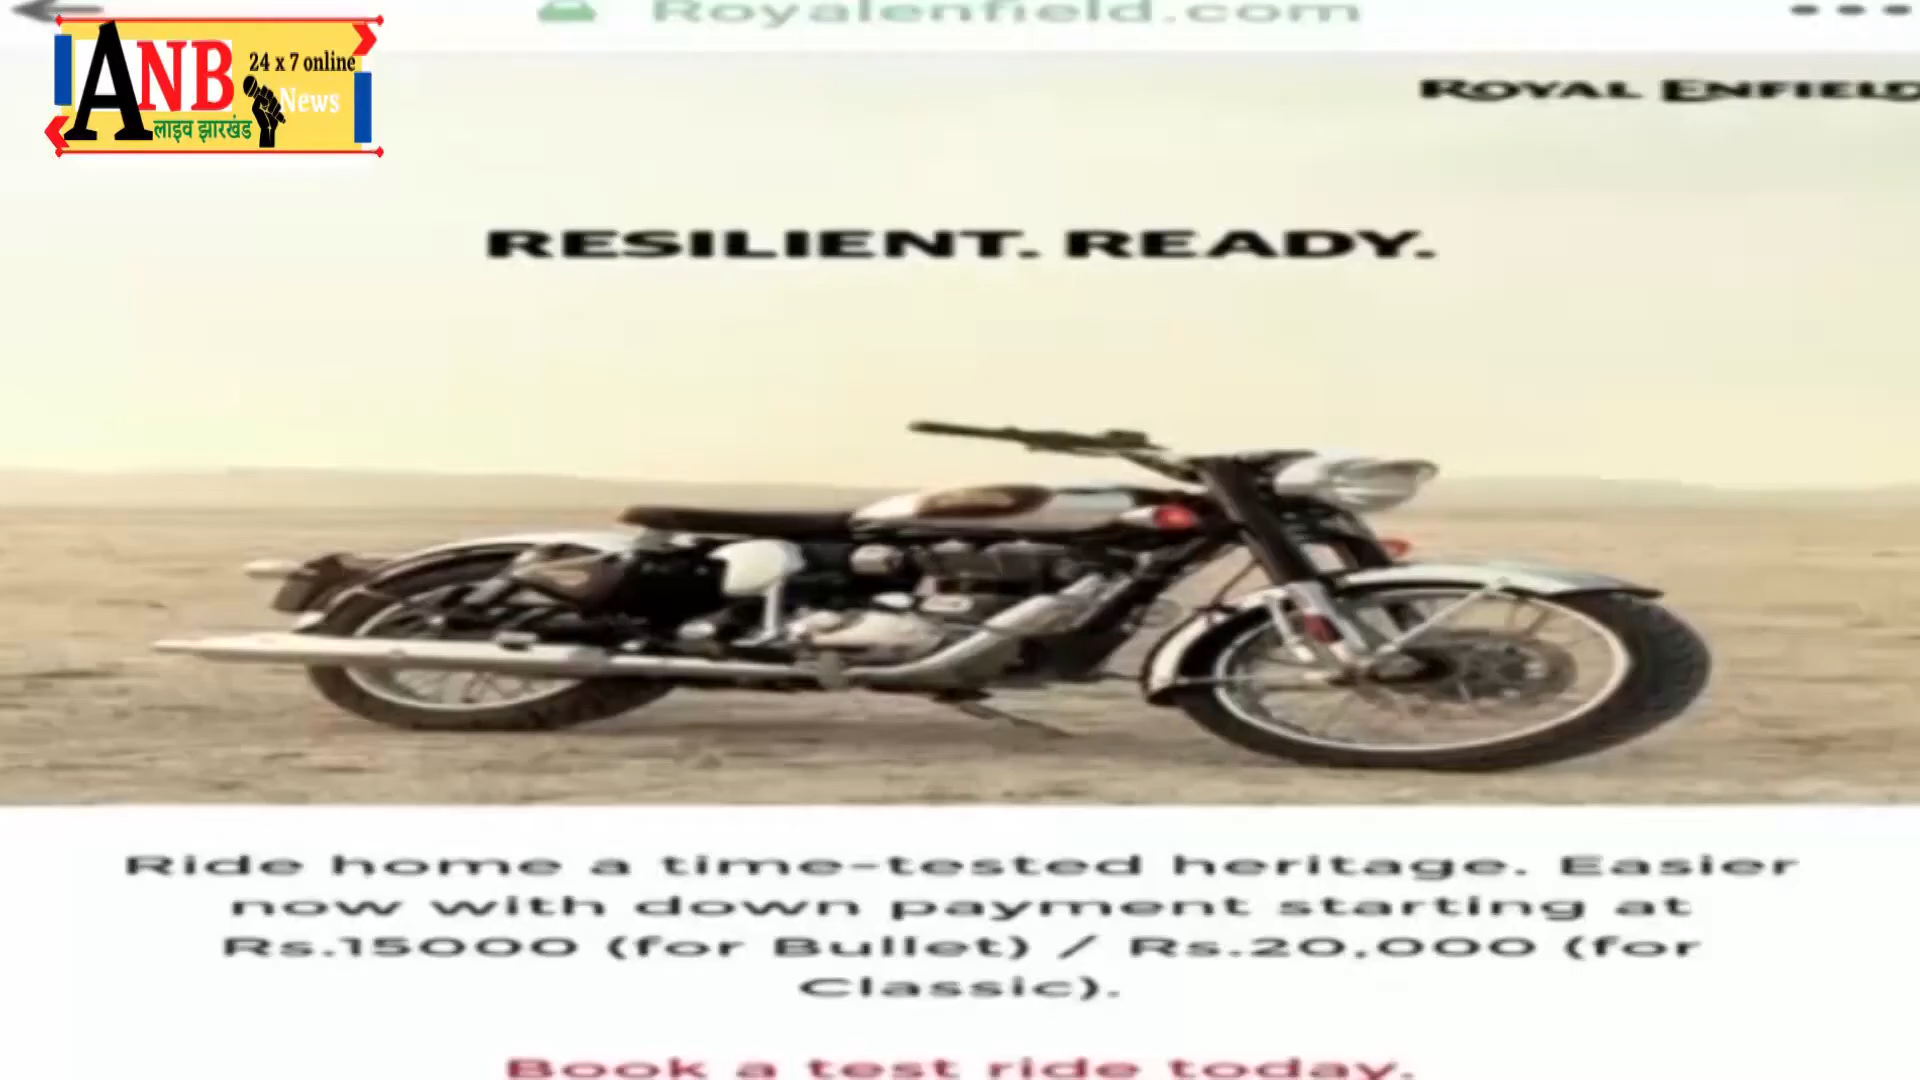 Royalenfield.com
ANB
24 x 7 online
News
लाइव झारखंड
ROYAL ENFIELD
RESILIENT. READY.
Ride home a time-tested heritage. Easier
now with down payment starting at
Rs.15000 (for Bullet) / Rs.20,000 (for
Classic).
Book a test ride today.